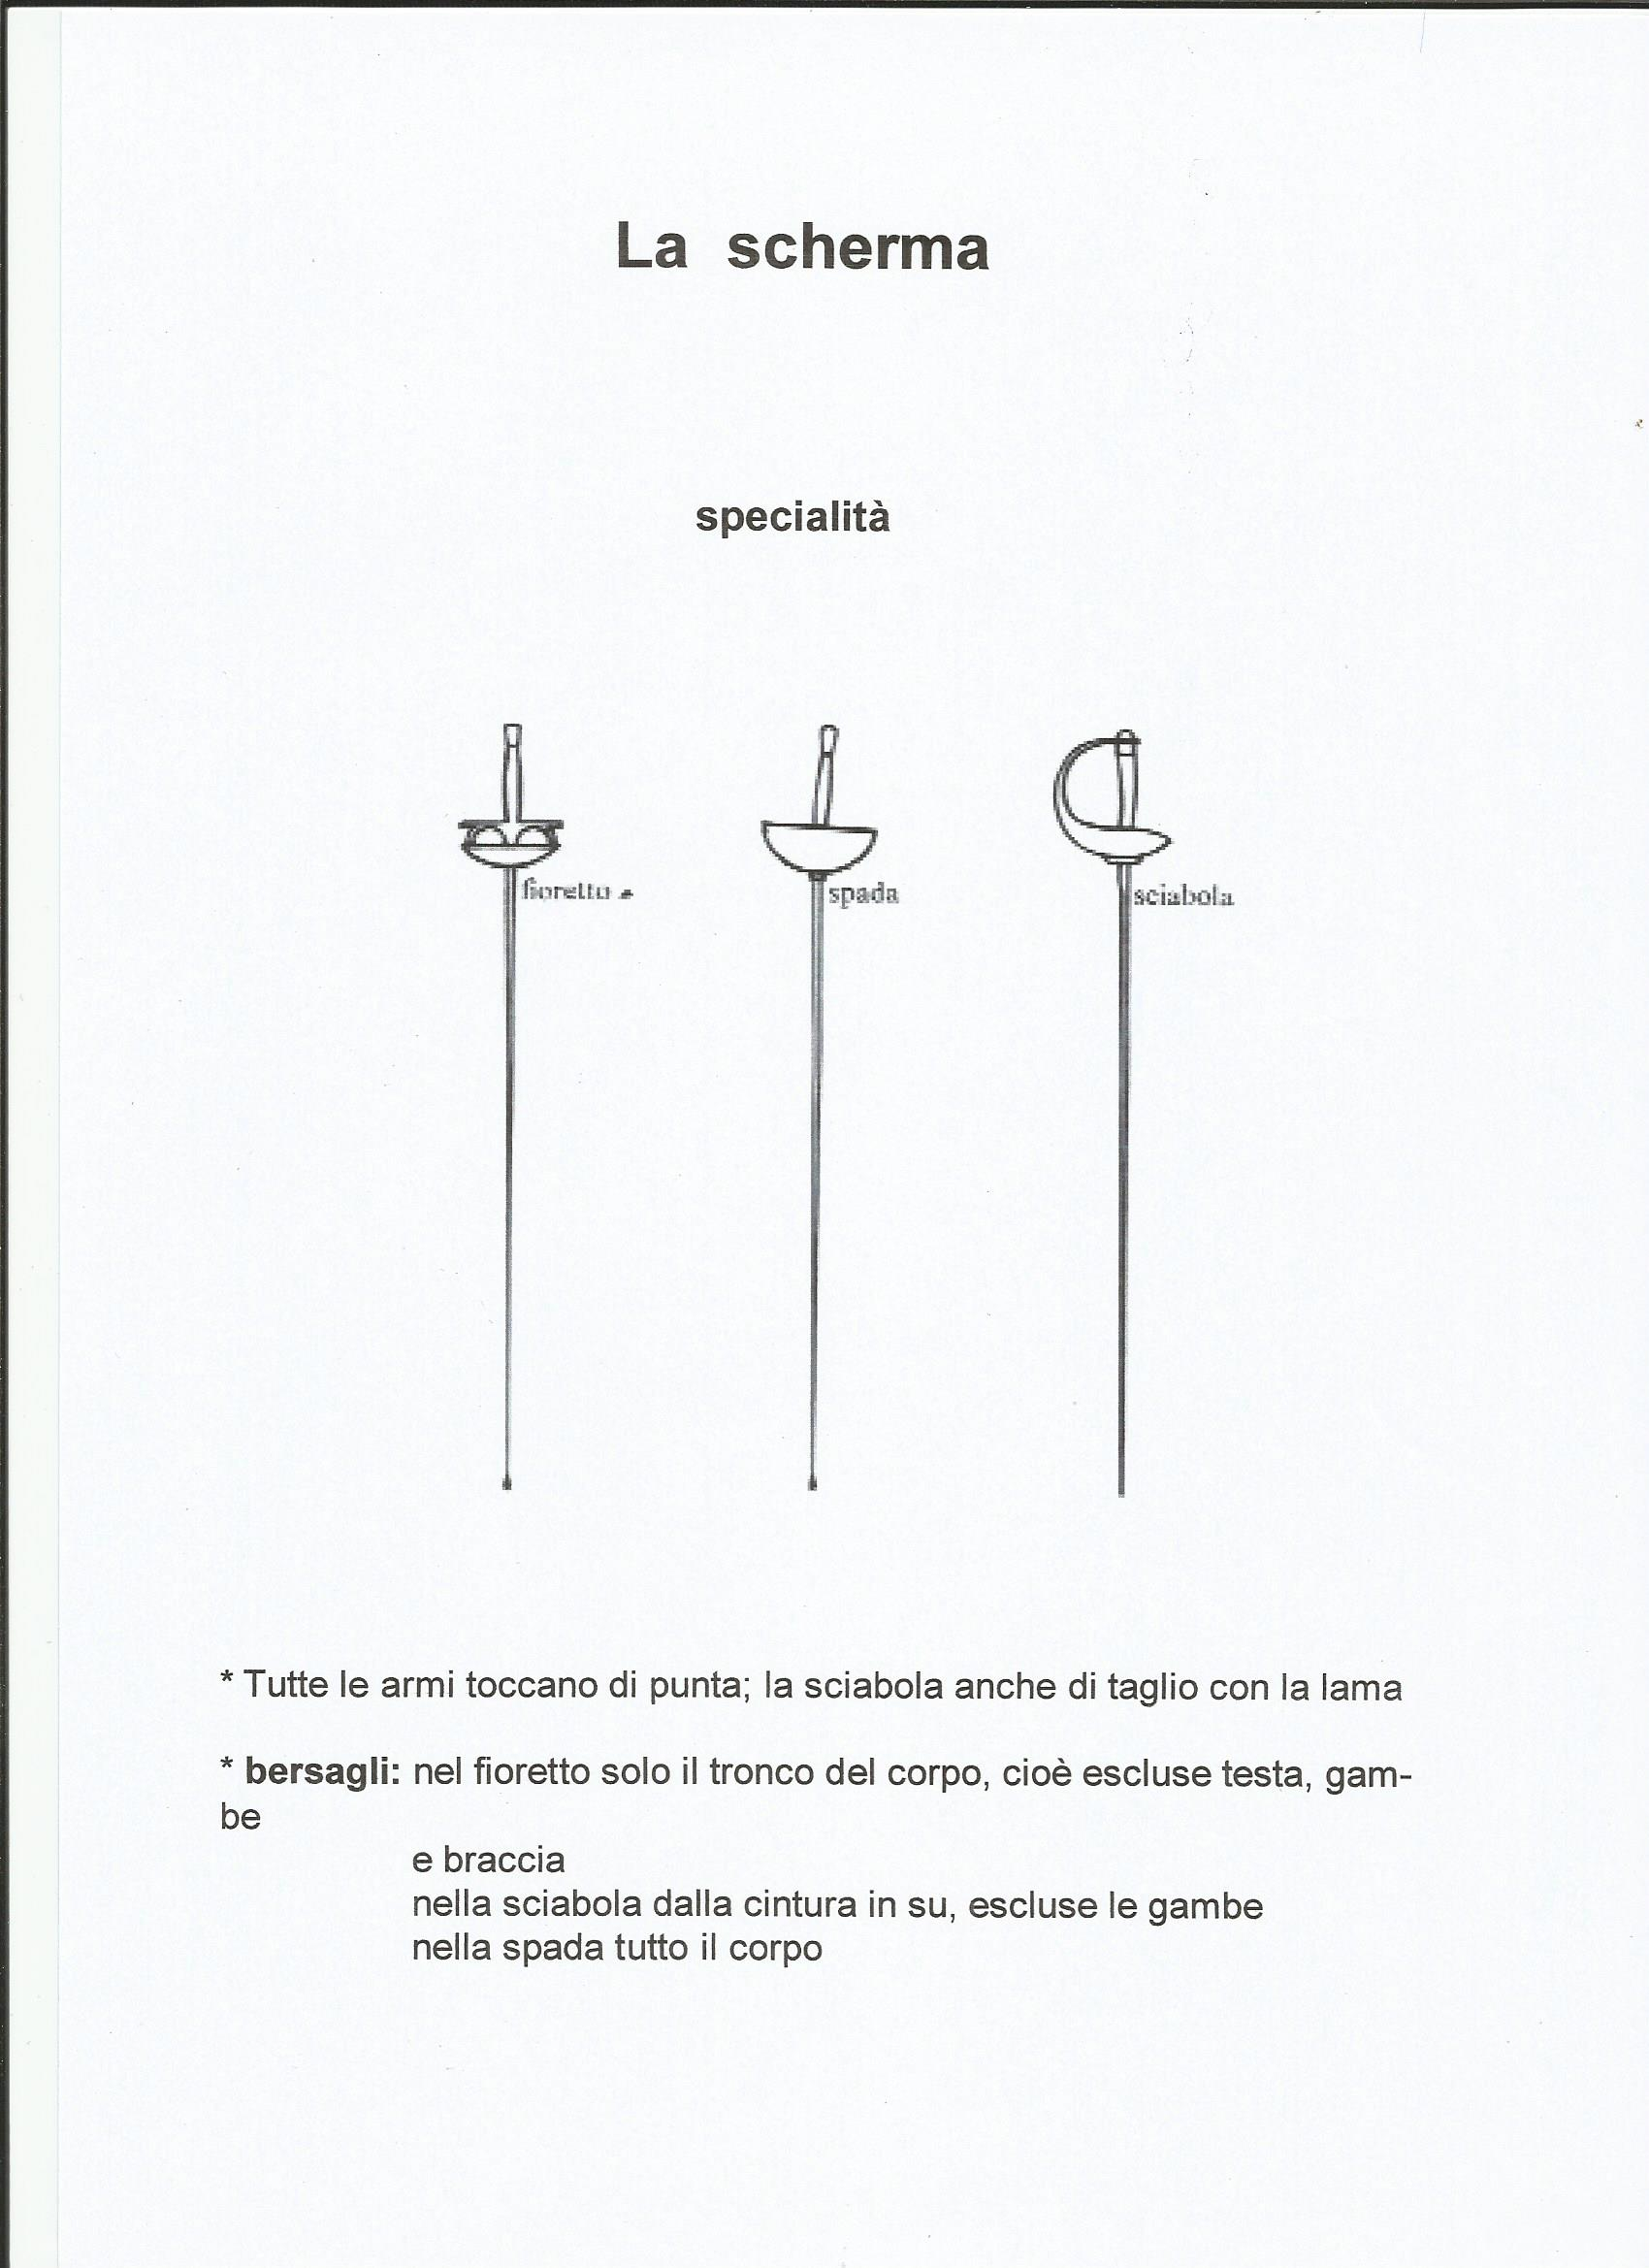 La scherma
specialità
fioretto
spada
sciabola
* Tutte le armi toccano di punta; la sciabola anche di taglio con la lama
* bersagli: nel fioretto solo il tronco del corpo, cioè escluse testa, gam-
be
e braccia
nella sciabola dalla cintura in su, escluse le gambe
nella spada tutto il corpo